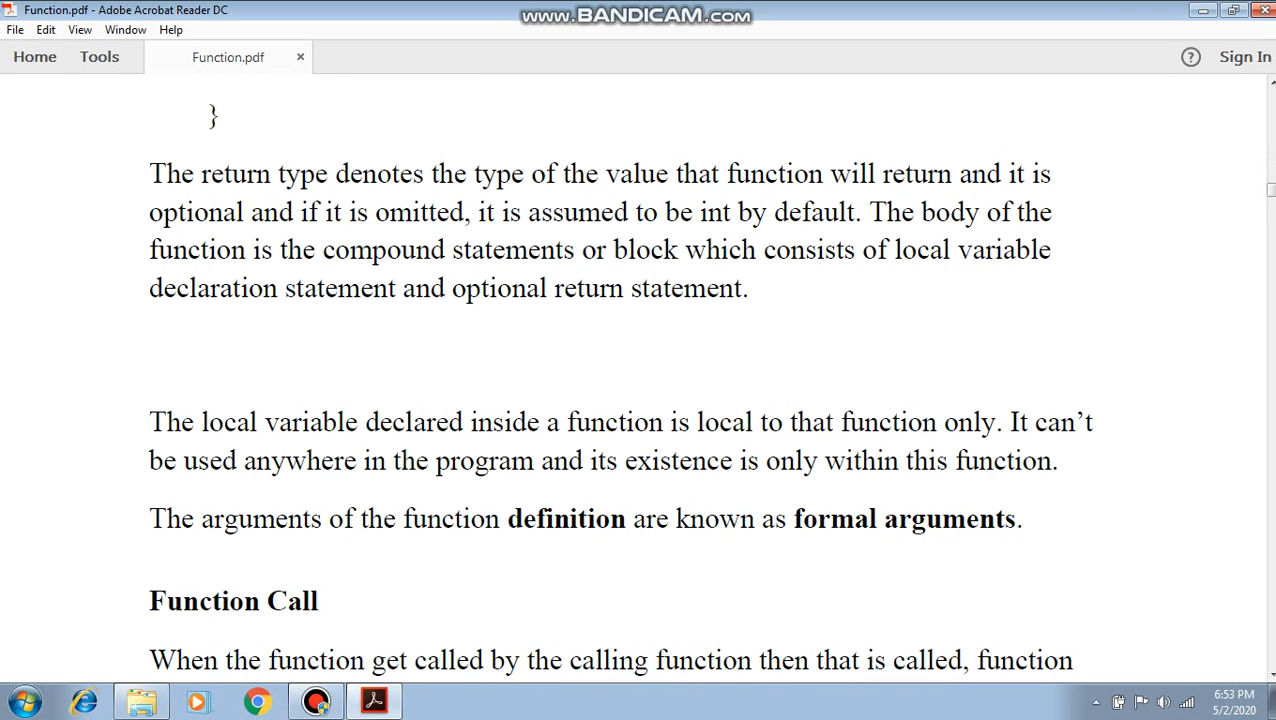 Function.pdf - Adobe Acrobat Reader DC
www.BANDICAM.com
File Edit View Window Help
Home Tools Function.pdf × ? Sign In
}
The return type denotes the type of the value that function will return and it is
optional and if it is omitted, it is assumed to be int by default. The body of the
function is the compound statements or block which consists of local variable
declaration statement and optional return statement.
The local variable declared inside a function is local to that function only. It can’t
be used anywhere in the program and its existence is only within this function.
The arguments of the function definition are known as formal arguments.
Function Call
When the function get called by the calling function then that is called, function
6:53 PM
5/2/2020